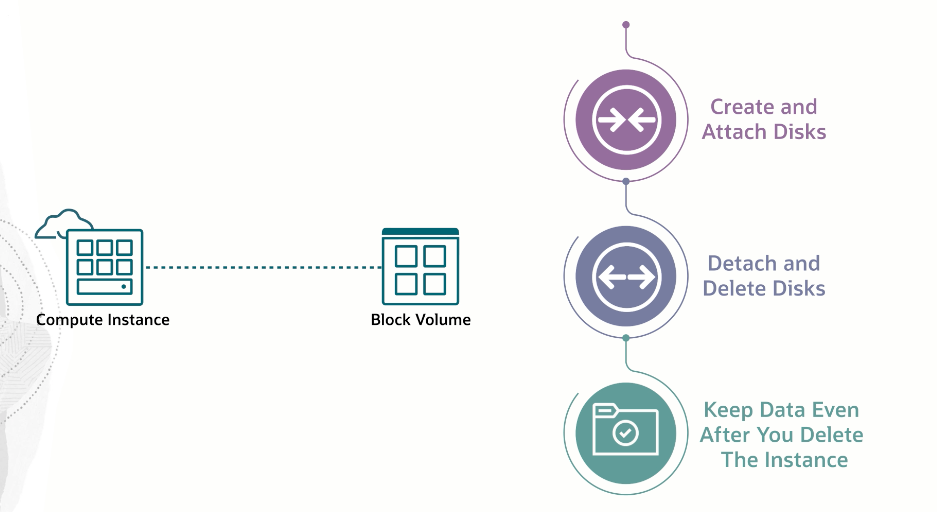 Compute Instance
Block Volume
Create and
Attach Disks
Detach and
Delete Disks
Keep Data Even
After You Delete
The Instance